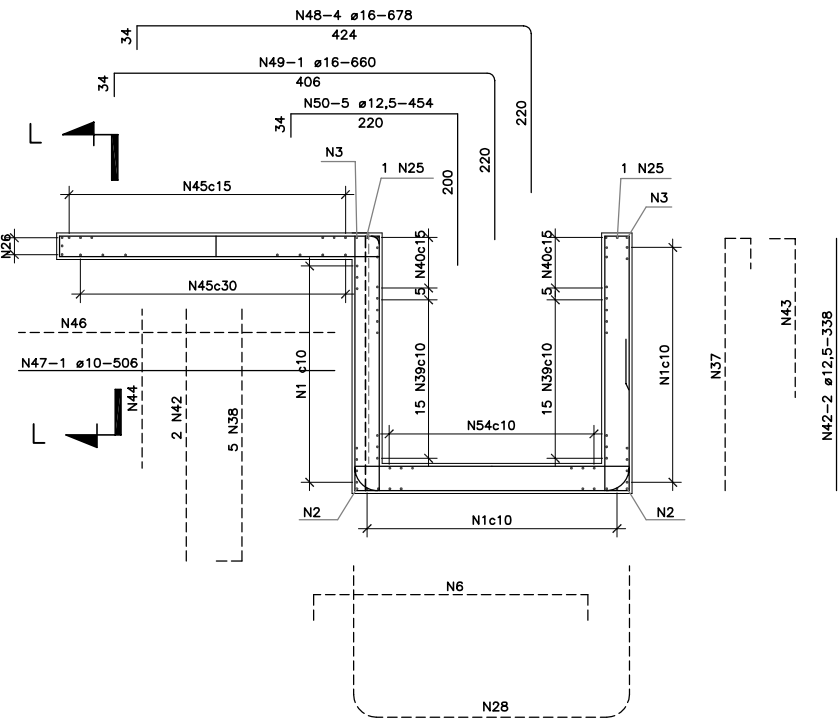 N48-4 ø16-678
34
424
N49-1 ø16-660
34
406
N50-5 ø12,5-454
34
220
220
220
200
L
N3
1 N25
1 N25
N3
N45c15
N26
N40c15
N40c15
N45c30
5
5
N46
N47-1 ø10-506
N44
2 N42
5 N38
N1 c10
15 N39c10
15 N39c10
N1c10
N37
N43
N42-2 ø12,5-338
L
N54c10
N2
N1c10
N2
N6
N28